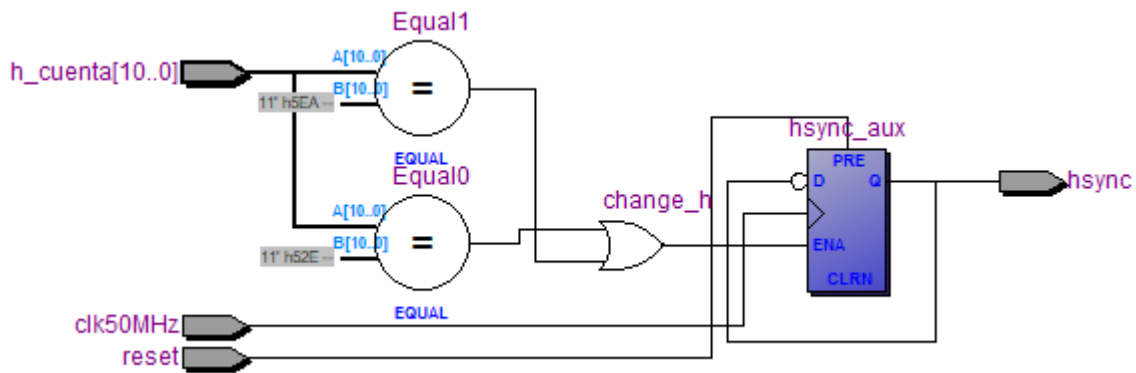 Equal1
h_cuenta[10..0]
A[10..0]
B[10..0]
11' h5EA --
=
EQUAL
Equal0
A[10..0]
B[10..0]
11' h52E --
=
EQUAL
change_h
hsync_aux
PRE
D
Q
ENA
CLRN
hsync
clk50MHz
reset